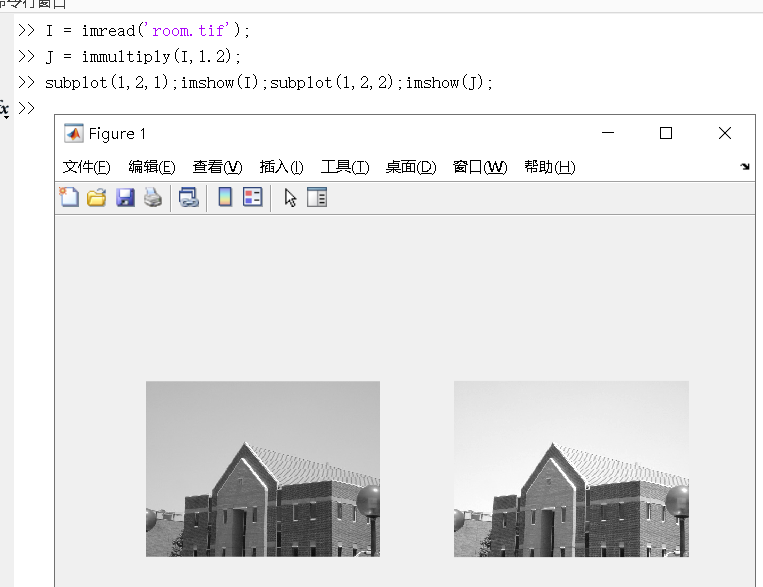 命令行窗口
>> I = imread('room.tif');
>> J = immultiply(I,1.2);
>> subplot(1,2,1);imshow(I);subplot(1,2,2);imshow(J);
fx >>
Figure 1
文件(F) 编辑(E) 查看(V) 插入(I) 工具(T) 桌面(D) 窗口(W) 帮助(H)